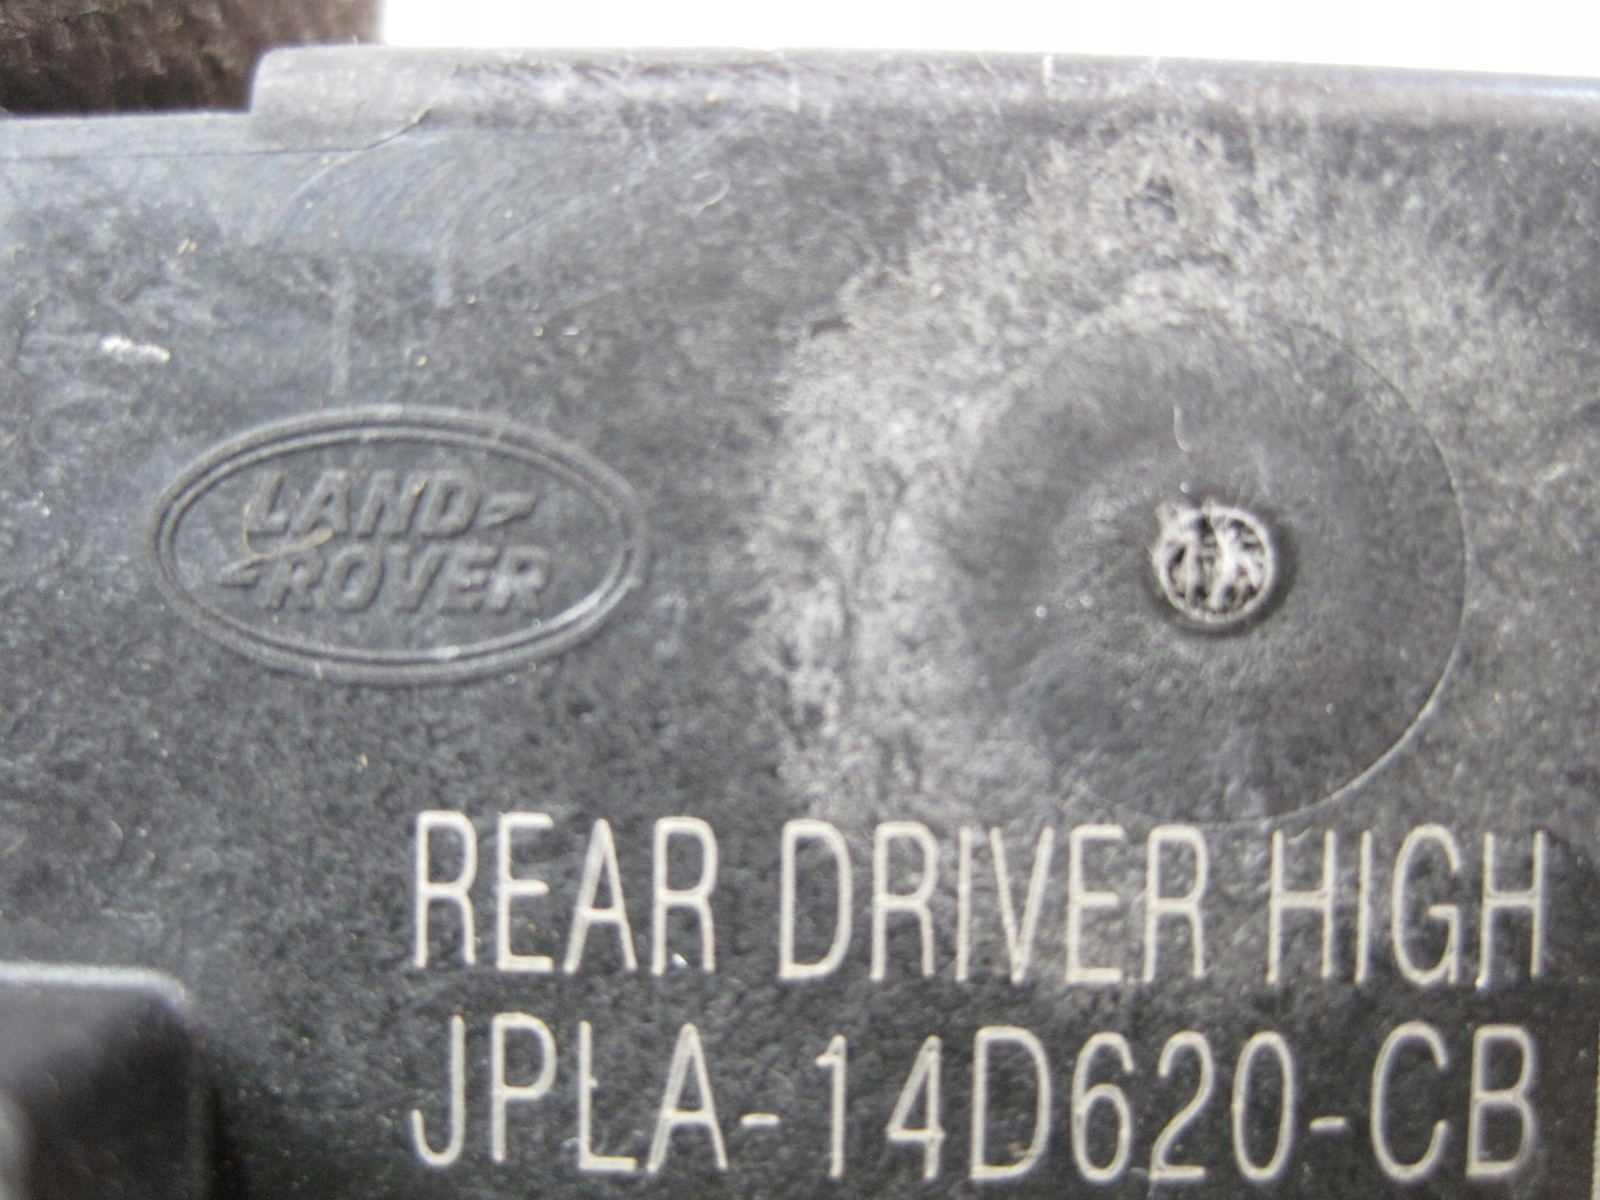 LAND
ROVER
REAR DRIVER HIGH
JPLA-14D620-CB